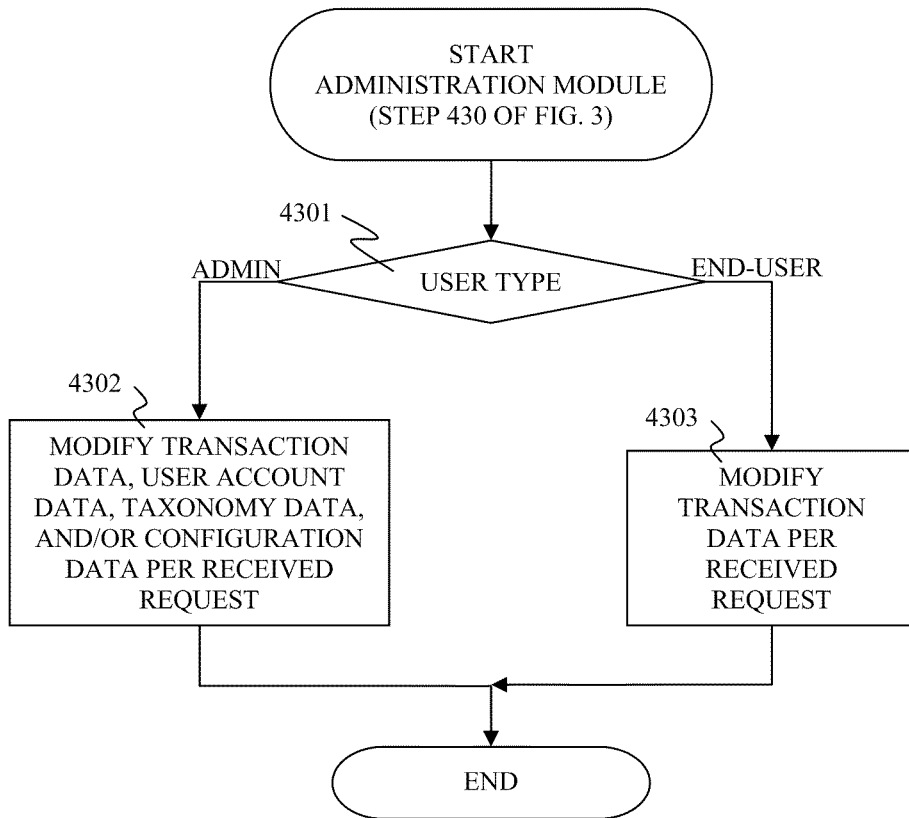 START
ADMINISTRATION MODULE
(STEP 430 OF FIG. 3)
4301
ADMIN
USER TYPE
END-USER
4302
MODIFY TRANSACTION
DATA, USER ACCOUNT
DATA, TAXONOMY DATA,
AND/OR CONFIGURATION
DATA PER RECEIVED
REQUEST
4303
MODIFY
TRANSACTION
DATA PER
RECEIVED
REQUEST
END